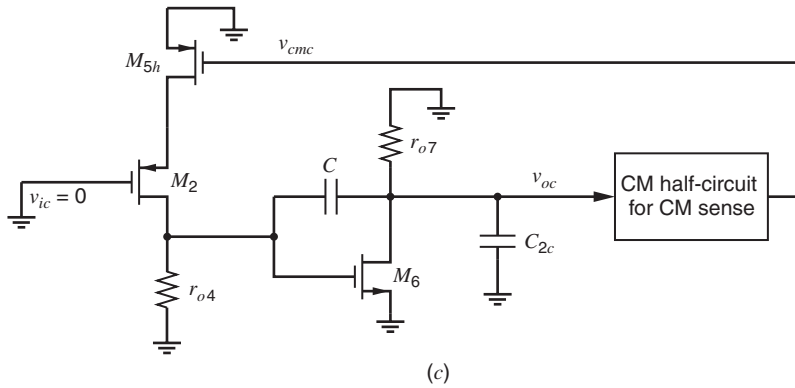 M5h
vcmc
ro7
C
voc
CM half-circuit
for CM sense
vic = 0
M2
C2c
M6
ro4
(c)